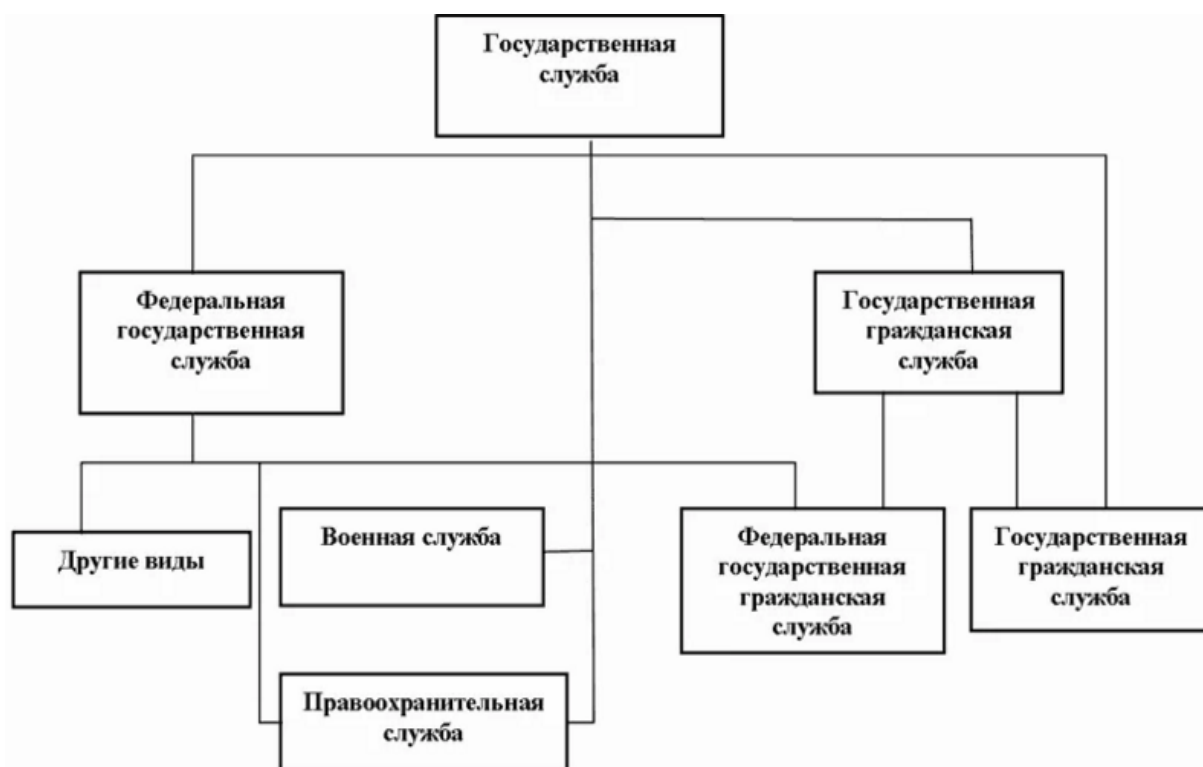 Государственная
служба
Федеральная
государственная
служба
Государственная
гражданская
служба
Другие виды
Военная служба
Федеральная
государственная
гражданская
служба
Государственная
гражданская
служба
Правоохранительная
служба